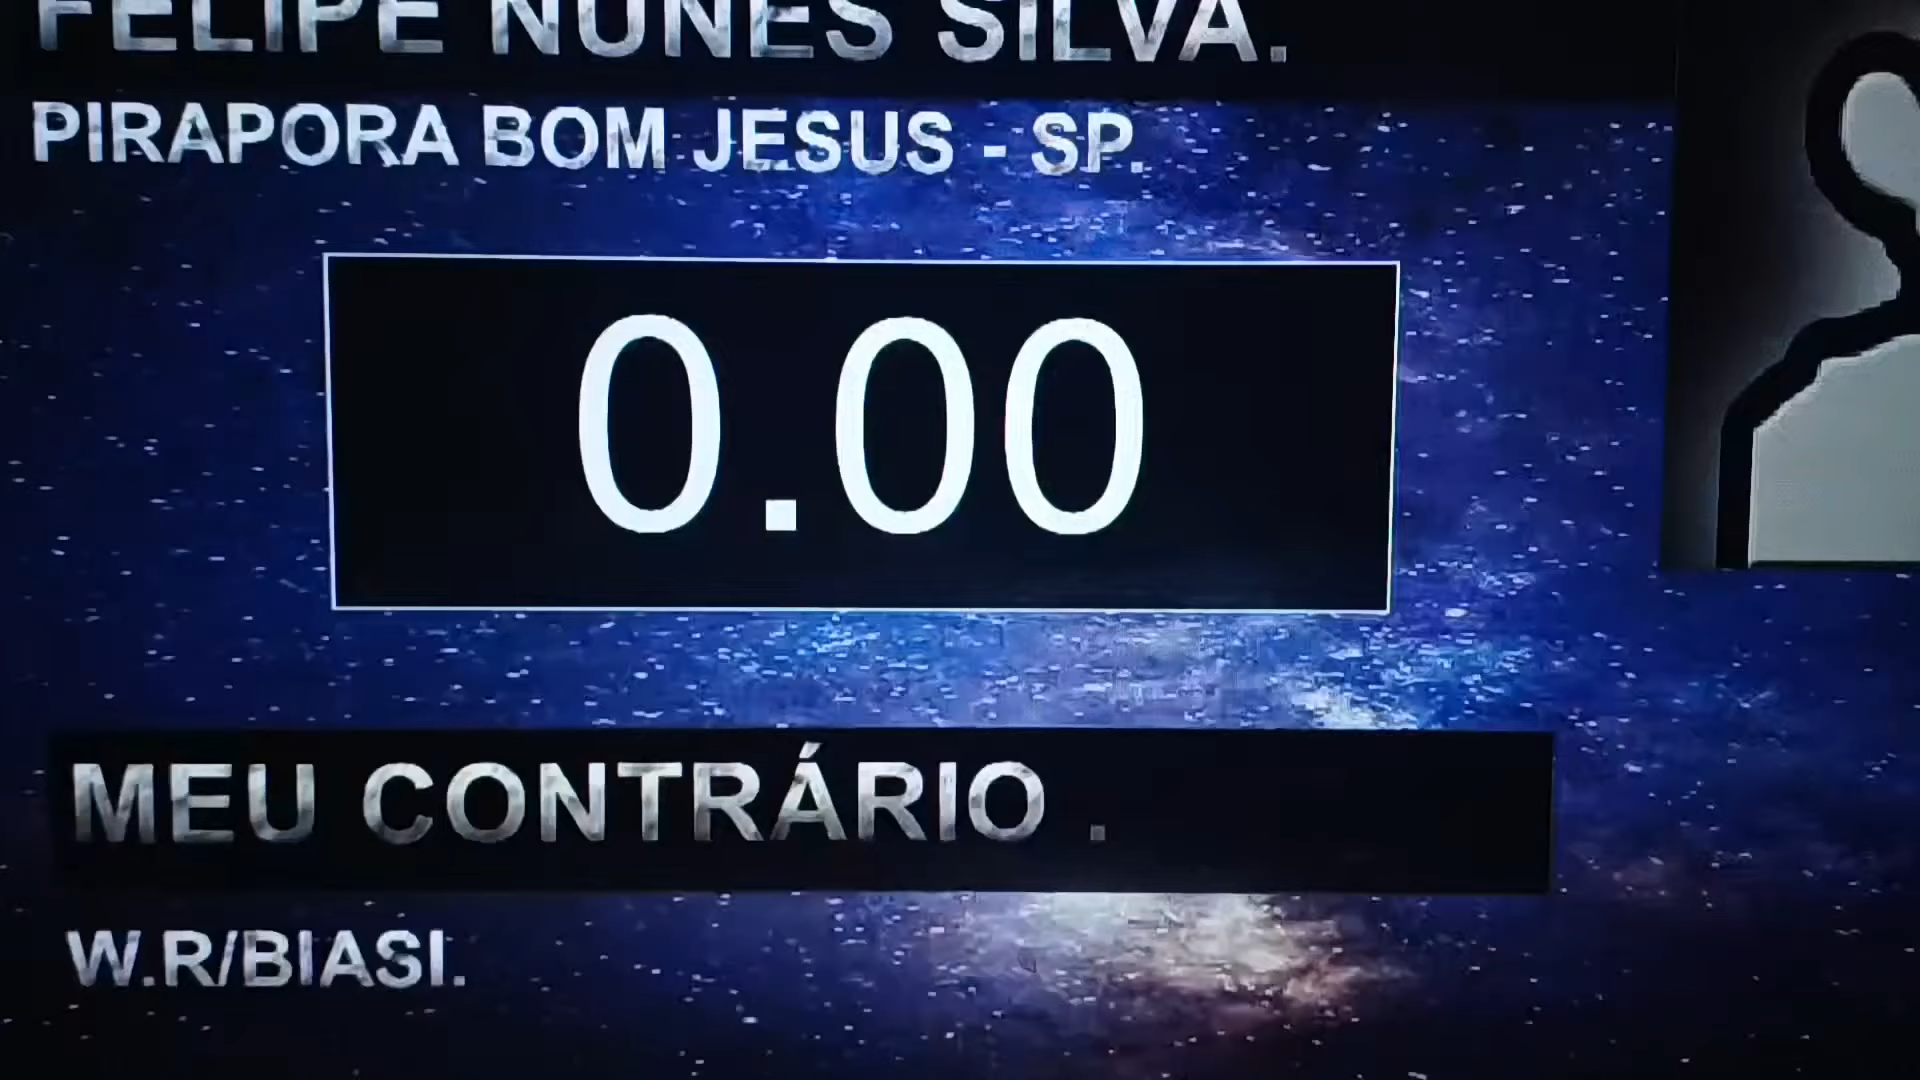 FELIPE NUNES SILVA.
PIRAPORA BOM JESUS - SP.
0.00
MEU CONTRÁRIO .
W.R/BIASI.